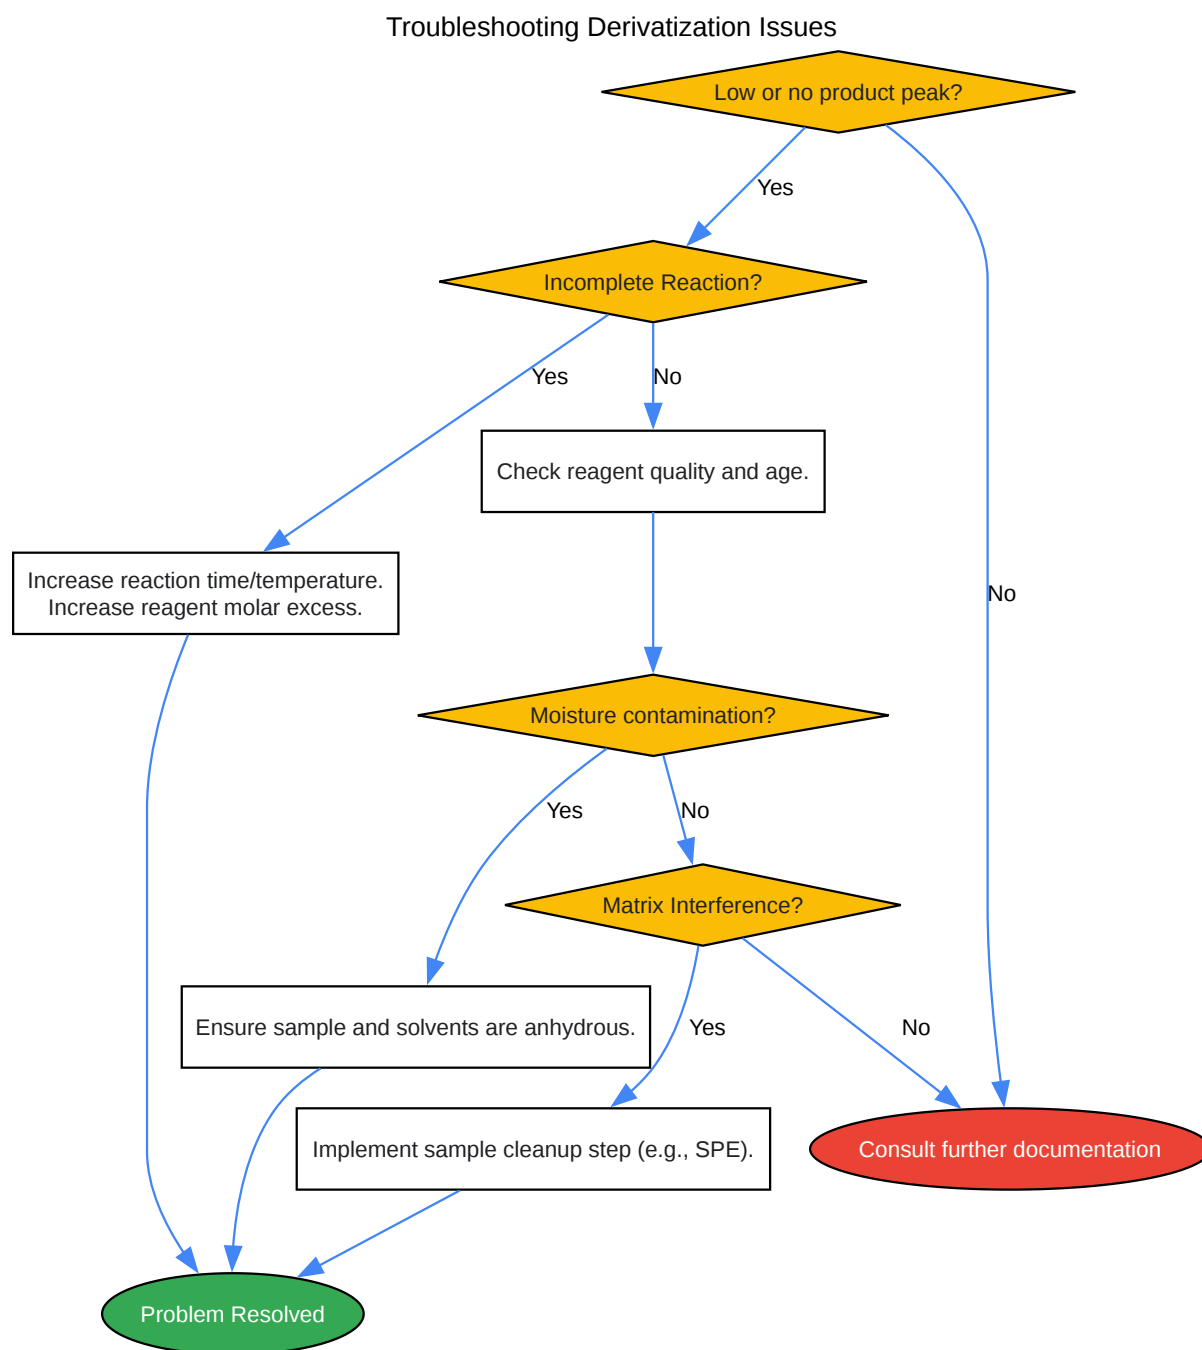 Troubleshooting Derivatization Issues
Low or no product peak?
Yes
Incomplete Reaction?
Yes
No
Check reagent quality and age.
Increase reaction time/temperature.
Increase reagent molar excess.
No
Moisture contamination?
Yes
No
Matrix Interference?
Ensure sample and solvents are anhydrous.
Yes
No
Implement sample cleanup step (e.g., SPE).
Consult further documentation
Problem Resolved